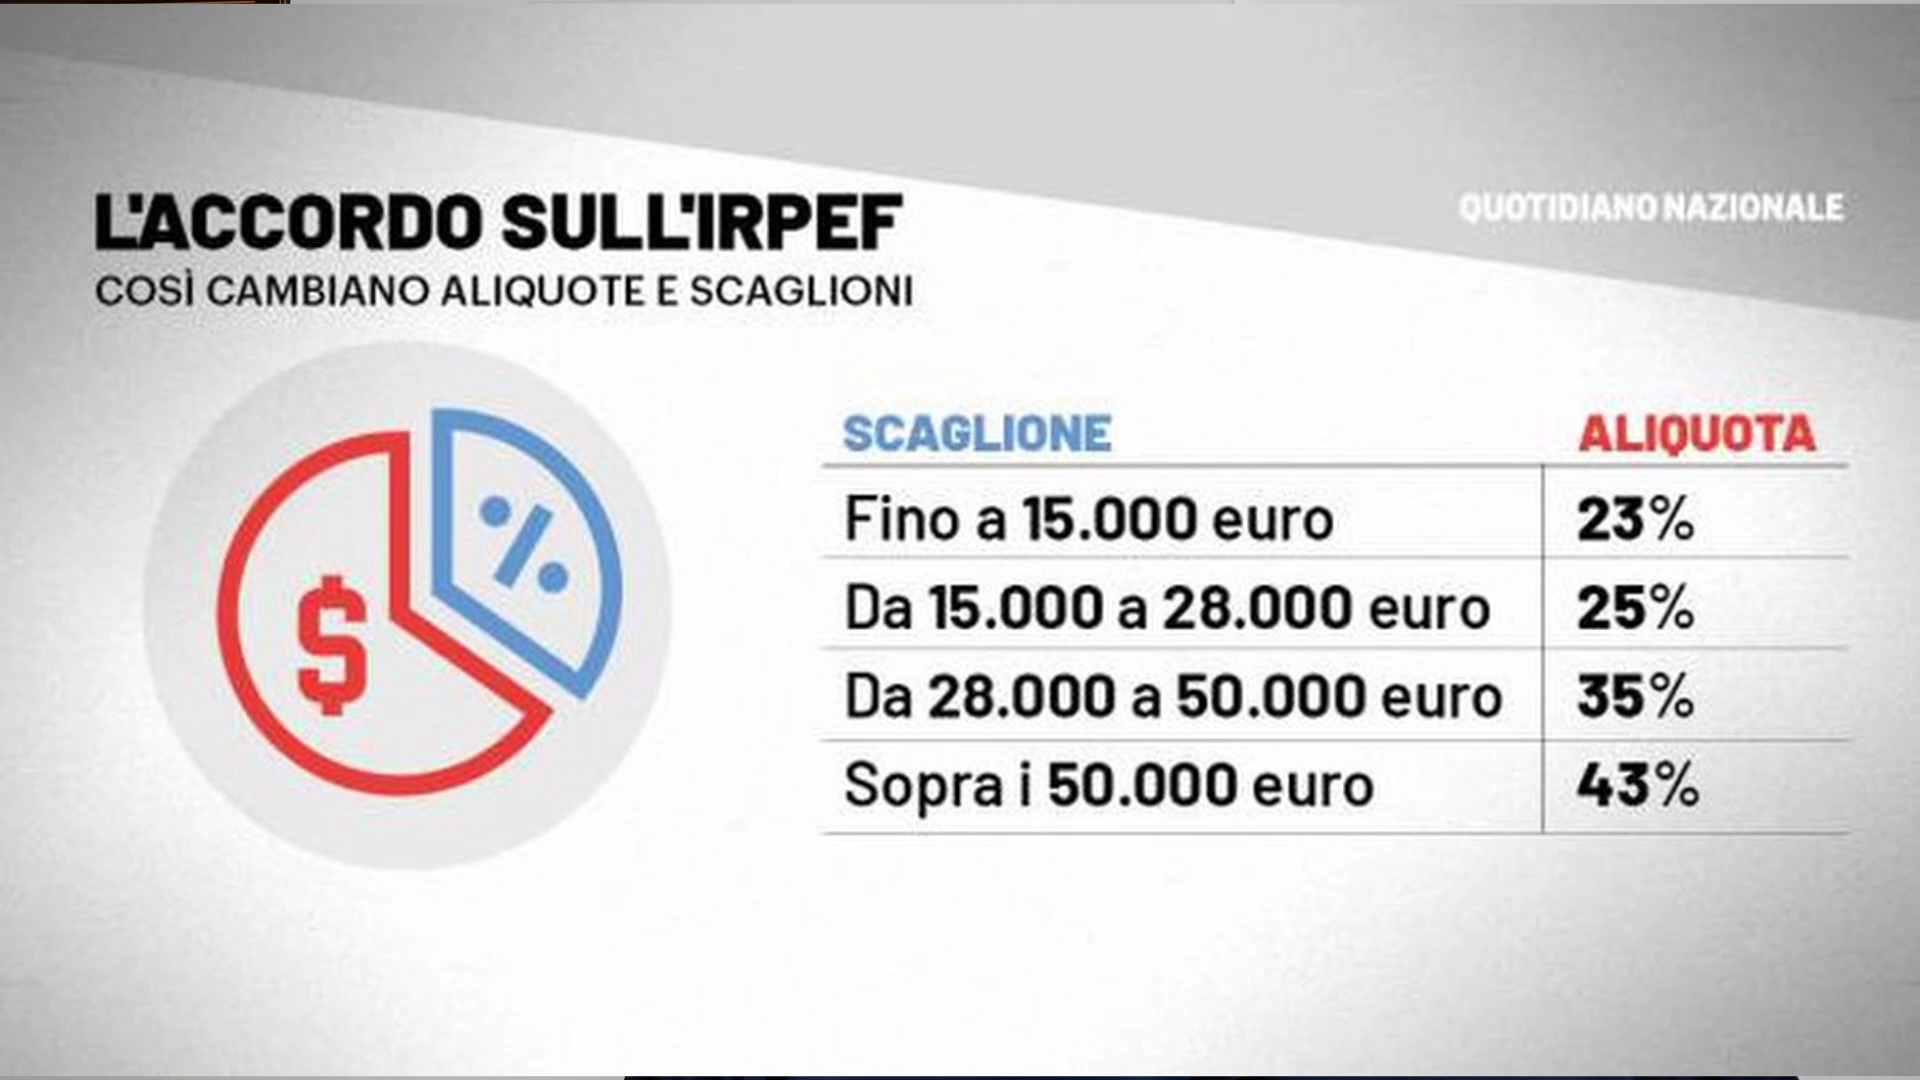 L'ACCORDO SULL'IRPEF
COSÌ CAMBIANO ALIQUOTE E SCAGLIONI
QUOTIDIANO NAZIONALE
$
%
SCAGLIONE ALIQUOTA
Fino a 15.000 euro 23%
Da 15.000 a 28.000 euro 25%
Da 28.000 a 50.000 euro 35%
Sopra i 50.000 euro 43%